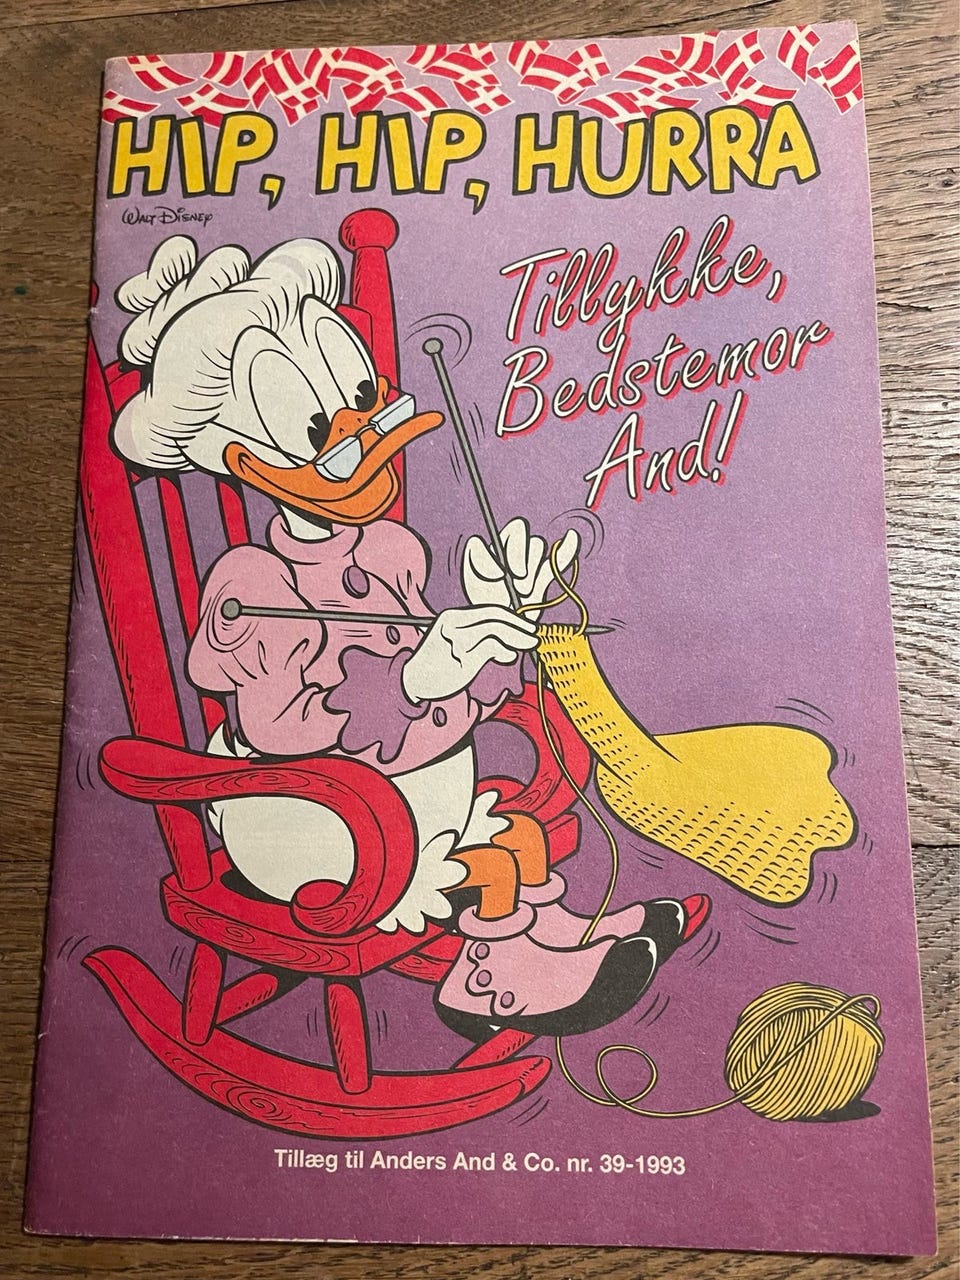 HIP, HIP, HURRA
Walt Disney
Tillykke,
Bedstemor
And!
Tillæg til Anders And & Co. nr. 39-1993